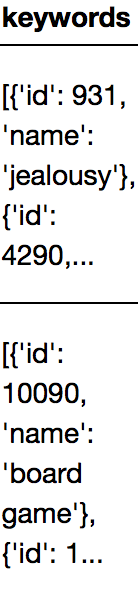 keywords
[{'id': 931,
'name':
'jealousy'},
{'id':
4290,...
[{'id':
10090,
'name':
'board
game'},
{'id': 1...